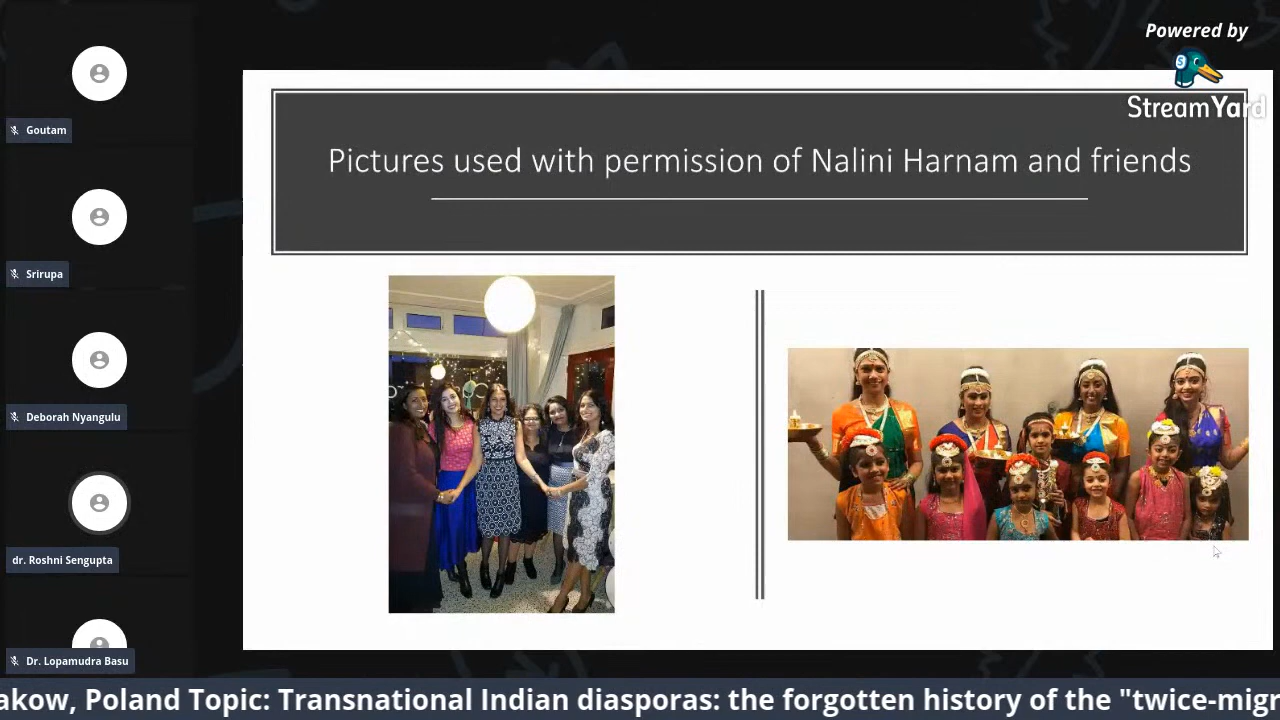 Powered by
StreamYard
Goutam
Srirupa
Deborah Nyangulu
dr. Roshni Sengupta
Dr. Lopamudra Basu
Pictures used with permission of Nalini Harnam and friends
akow, Poland Topic: Transnational Indian diasporas: the forgotten history of the "twice-migr